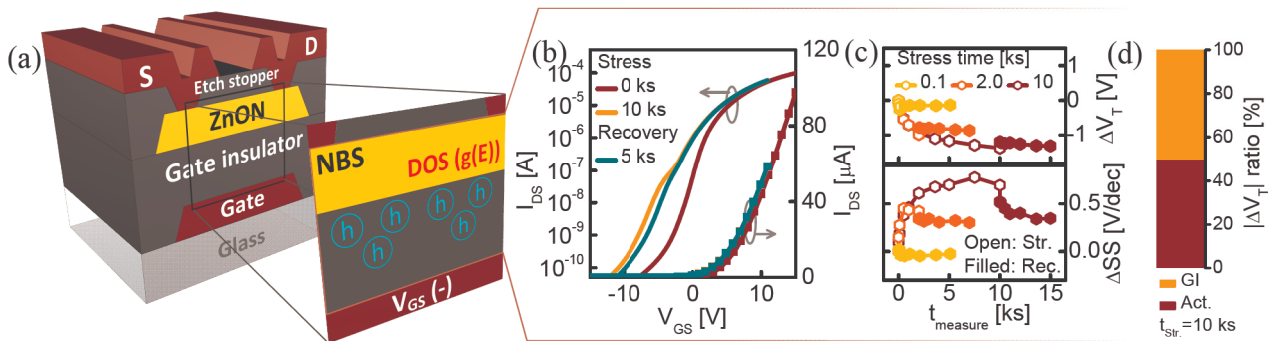 (a)
S
D
Etch stopper
ZnON
Gate insulator
Gate
Glass
NBS
DOS (g(E))
h h h h h h
V_GS (-)
(b)
Stress
0 ks
10 ks
Recovery
5 ks
10⁻⁴
10⁻⁵
10⁻⁶
10⁻⁷
10⁻⁸
10⁻⁹
10⁻¹⁰
I_DS [A]
-10 0 10
V_GS [V]
120
80
40
0
I_DS [μA]
(c)
Stress time [ks]
0.1 2.0 10
1
0
-1
ΔV_T [V]
0.5
0.0
ΔSS [V/dec]
Open: Str.
Filled: Rec.
0 5 10 15
t_measure [ks]
(d)
100
80
60
40
20
0
|ΔV_T| ratio [%]
GI
Act.
t_Str.=10 ks